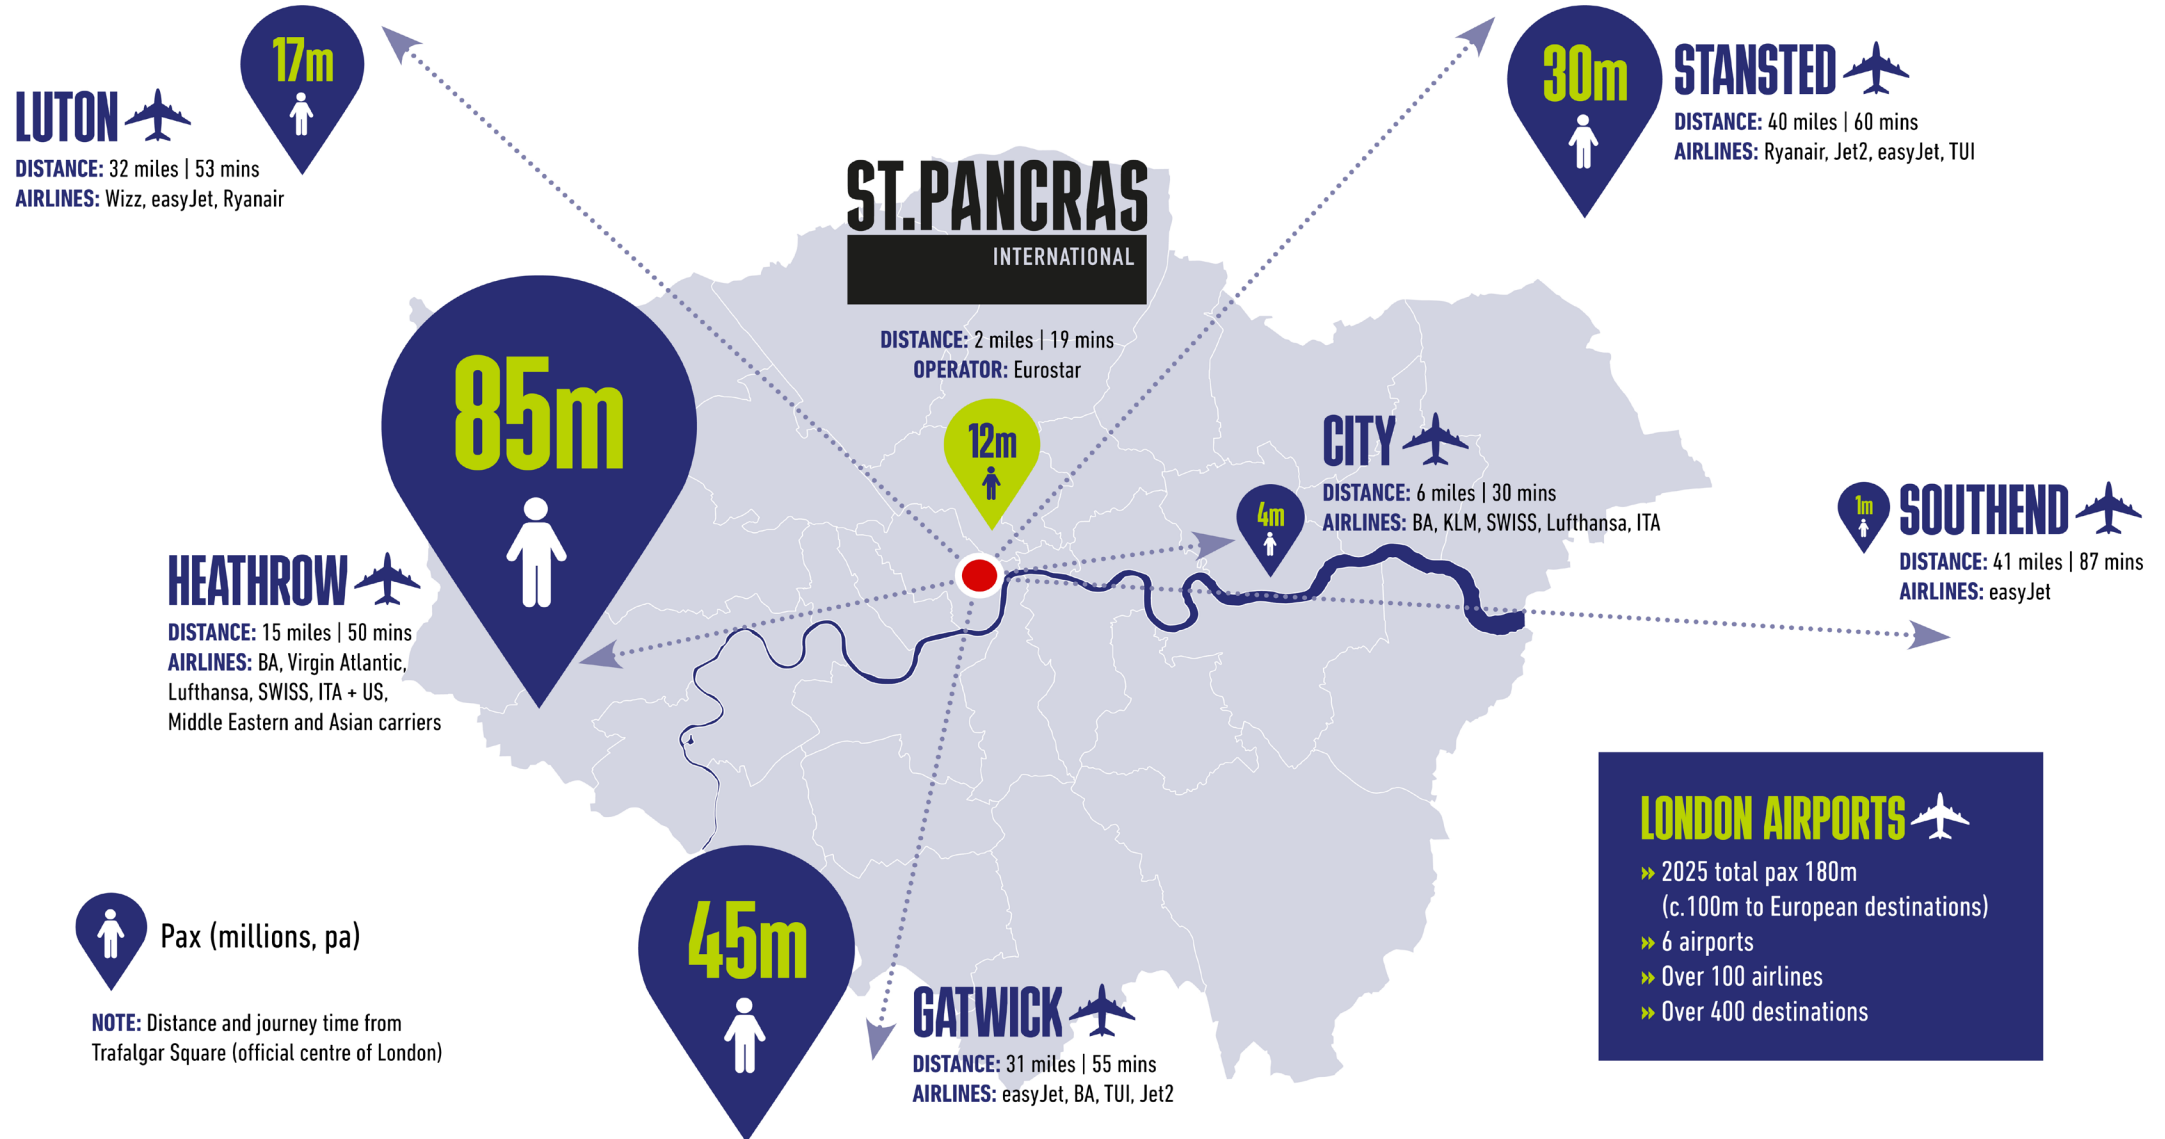 17m
LUTON
DISTANCE: 32 miles | 53 mins
AIRLINES: Wizz, easyJet, Ryanair
30m
STANSTED
DISTANCE: 40 miles | 60 mins
AIRLINES: Ryanair, Jet2, easyJet, TUI
ST.PANCRAS
INTERNATIONAL
DISTANCE: 2 miles | 19 mins
OPERATOR: Eurostar
12m
85m
HEATHROW
DISTANCE: 15 miles | 50 mins
AIRLINES: BA, Virgin Atlantic,
Lufthansa, SWISS, ITA + US,
Middle Eastern and Asian carriers
4m
CITY
DISTANCE: 6 miles | 30 mins
AIRLINES: BA, KLM, SWISS, Lufthansa, ITA
1m
SOUTHEND
DISTANCE: 41 miles | 87 mins
AIRLINES: easyJet
45m
GATWICK
DISTANCE: 31 miles | 55 mins
AIRLINES: easyJet, BA, TUI, Jet2
Pax (millions, pa)
NOTE: Distance and journey time from
Trafalgar Square (official centre of London)
LONDON AIRPORTS
» 2025 total pax 180m
(c.100m to European destinations)
» 6 airports
» Over 100 airlines
» Over 400 destinations